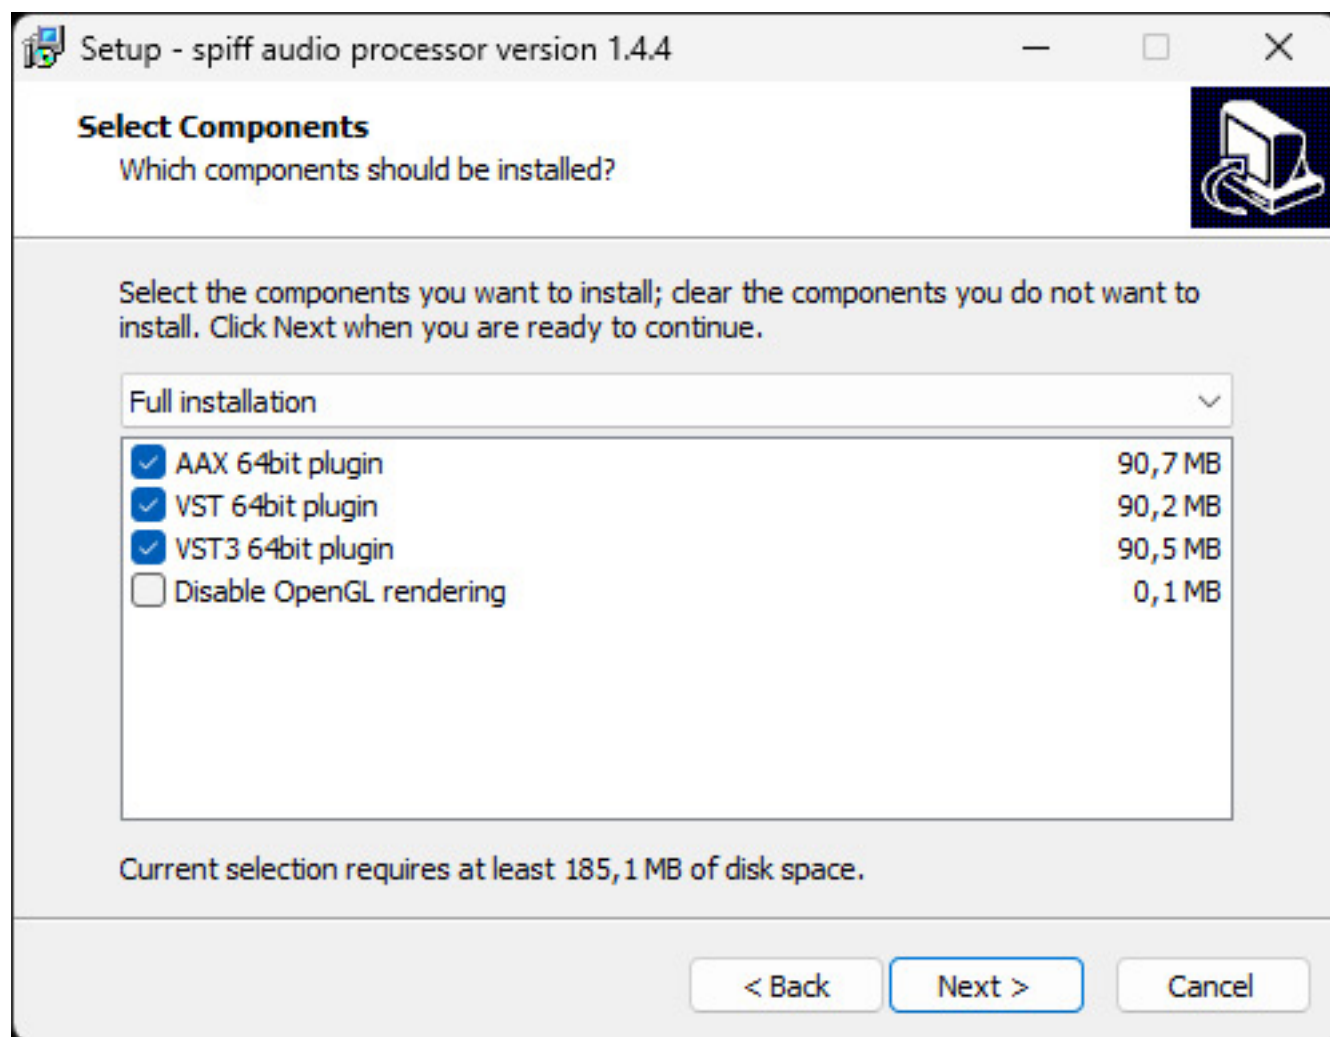 Setup - spiff audio processor version 1.4.4
Select Components
Which components should be installed?
Select the components you want to install; clear the components you do not want to
install. Click Next when you are ready to continue.
Full installation
AAX 64bit plugin 90,7 MB
VST 64bit plugin 90,2 MB
VST3 64bit plugin 90,5 MB
Disable OpenGL rendering 0,1 MB
Current selection requires at least 185,1 MB of disk space.
< Back Next > Cancel